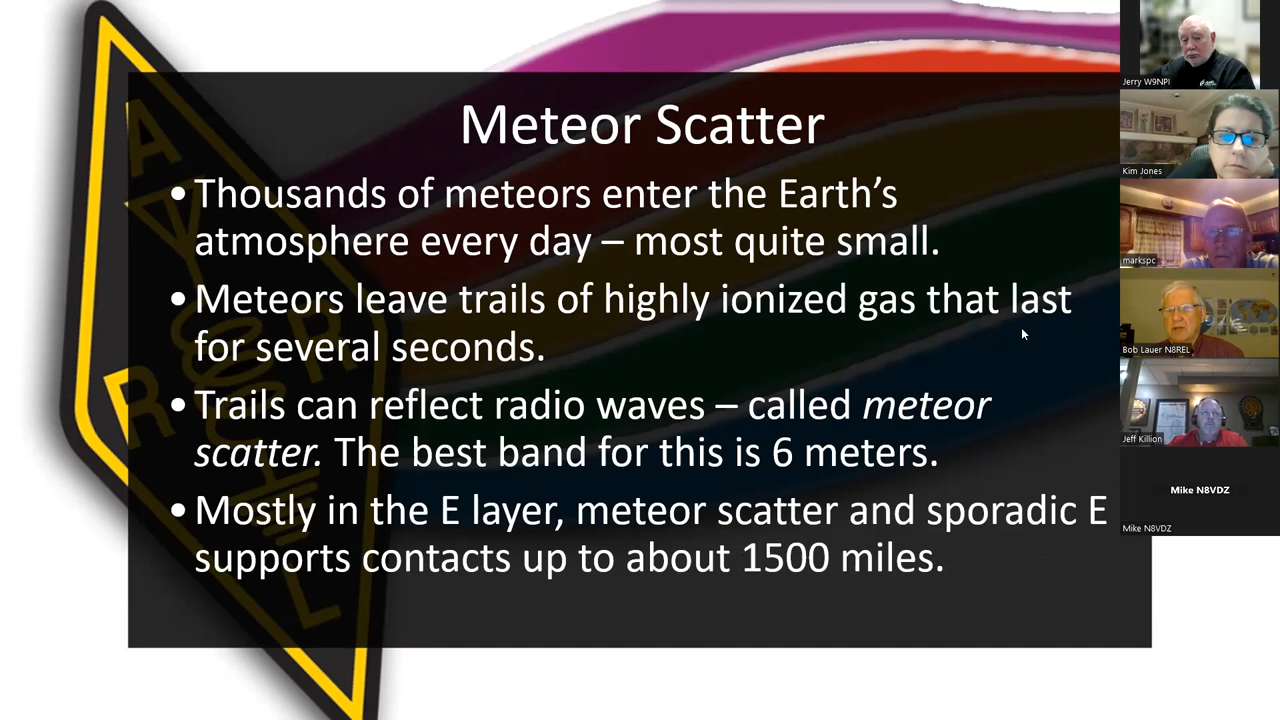 Meteor Scatter
•Thousands of meteors enter the Earth’s
atmosphere every day – most quite small.
•Meteors leave trails of highly ionized gas that last
for several seconds.
•Trails can reflect radio waves – called meteor
scatter. The best band for this is 6 meters.
•Mostly in the E layer, meteor scatter and sporadic E
supports contacts up to about 1500 miles.
A
R R
L
Jerry W9NPI
Kim Jones
markspc
Bob Lauer N8REL
Jeff Killion
Mike N8VDZ
Mike N8VDZ